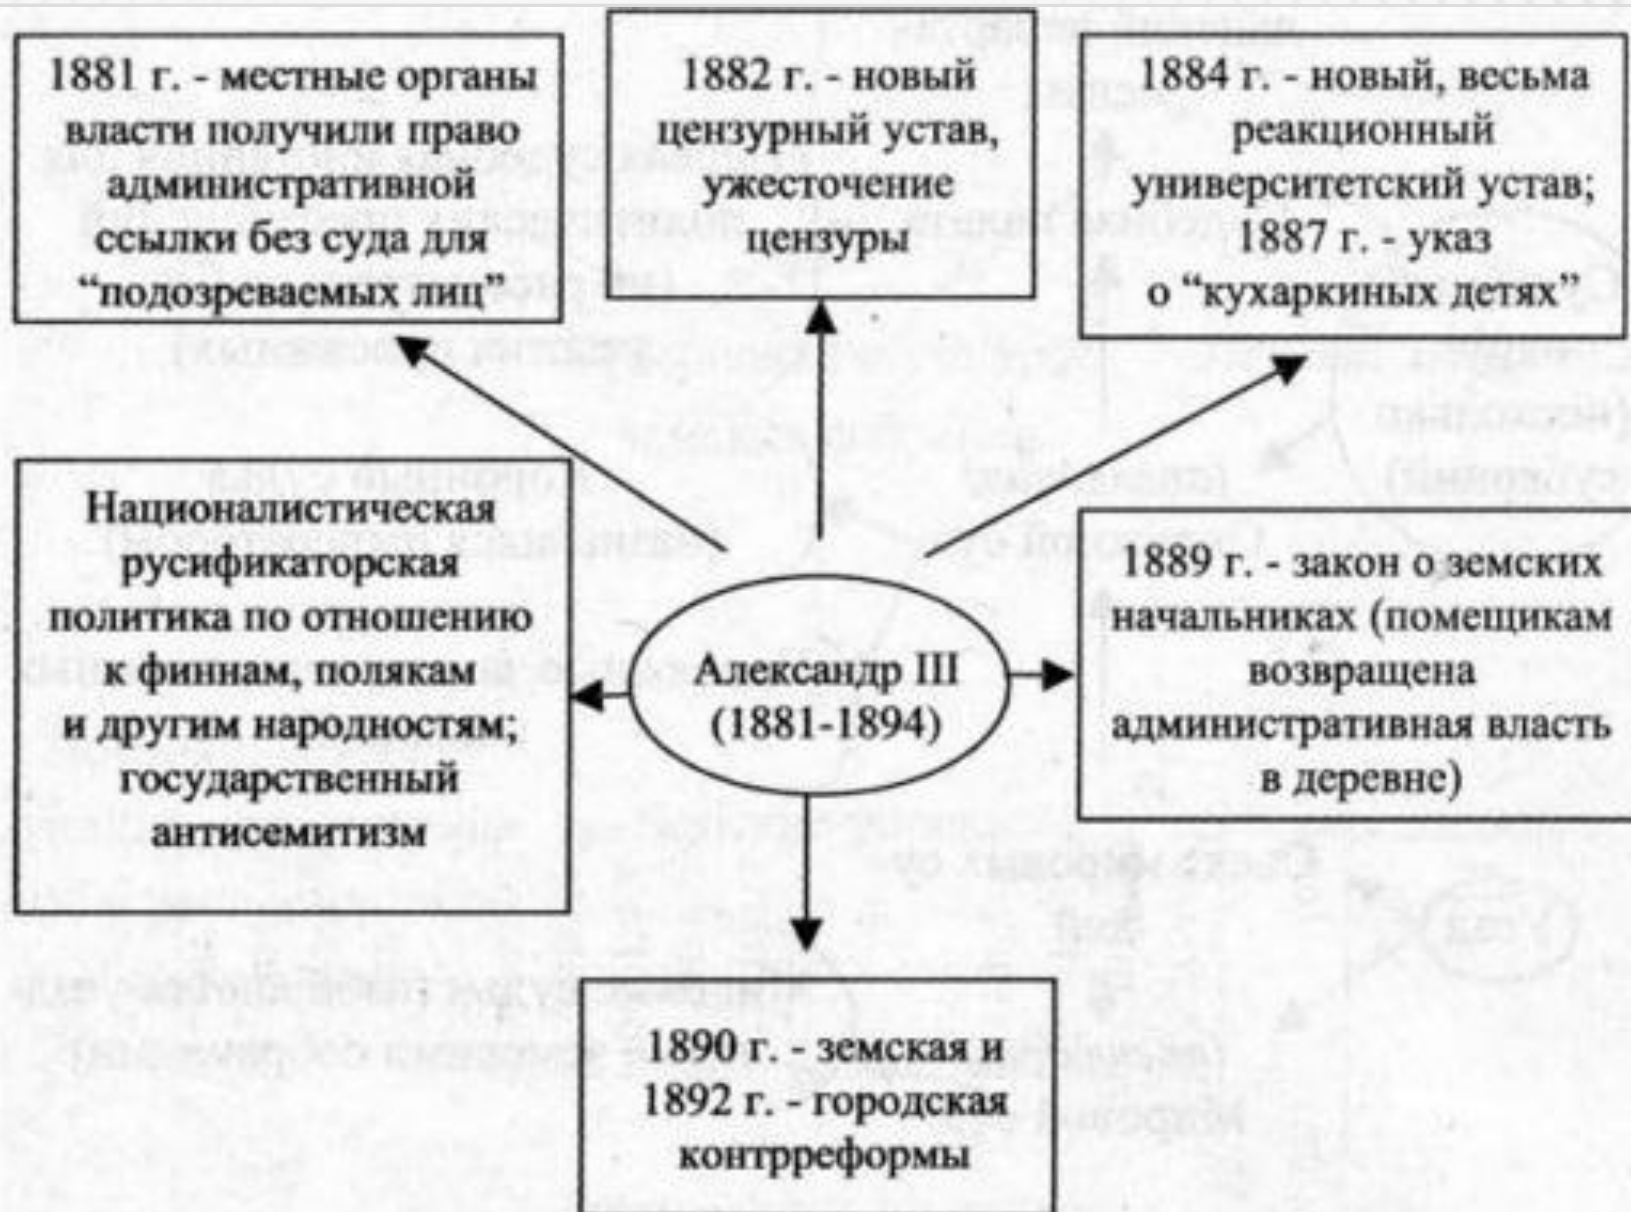 1881 г. - местные органы
власти получили право
административной
ссылки без суда для
“подозреваемых лиц”
1882 г. - новый
цензурный устав,
ужесточение
цензуры
1884 г. - новый, весьма
реакционный
университетский устав;
1887 г. - указ
о “кухаркиных детях”
Националистическая
русификаторская
политика по отношению
к финнам, полякам
и другим народностям;
государственный
антисемитизм
Александр III
(1881-1894)
1889 г. - закон о земских
начальниках (помещикам
возвращена
административная власть
в деревне)
1890 г. - земская и
1892 г. - городская
контрреформы